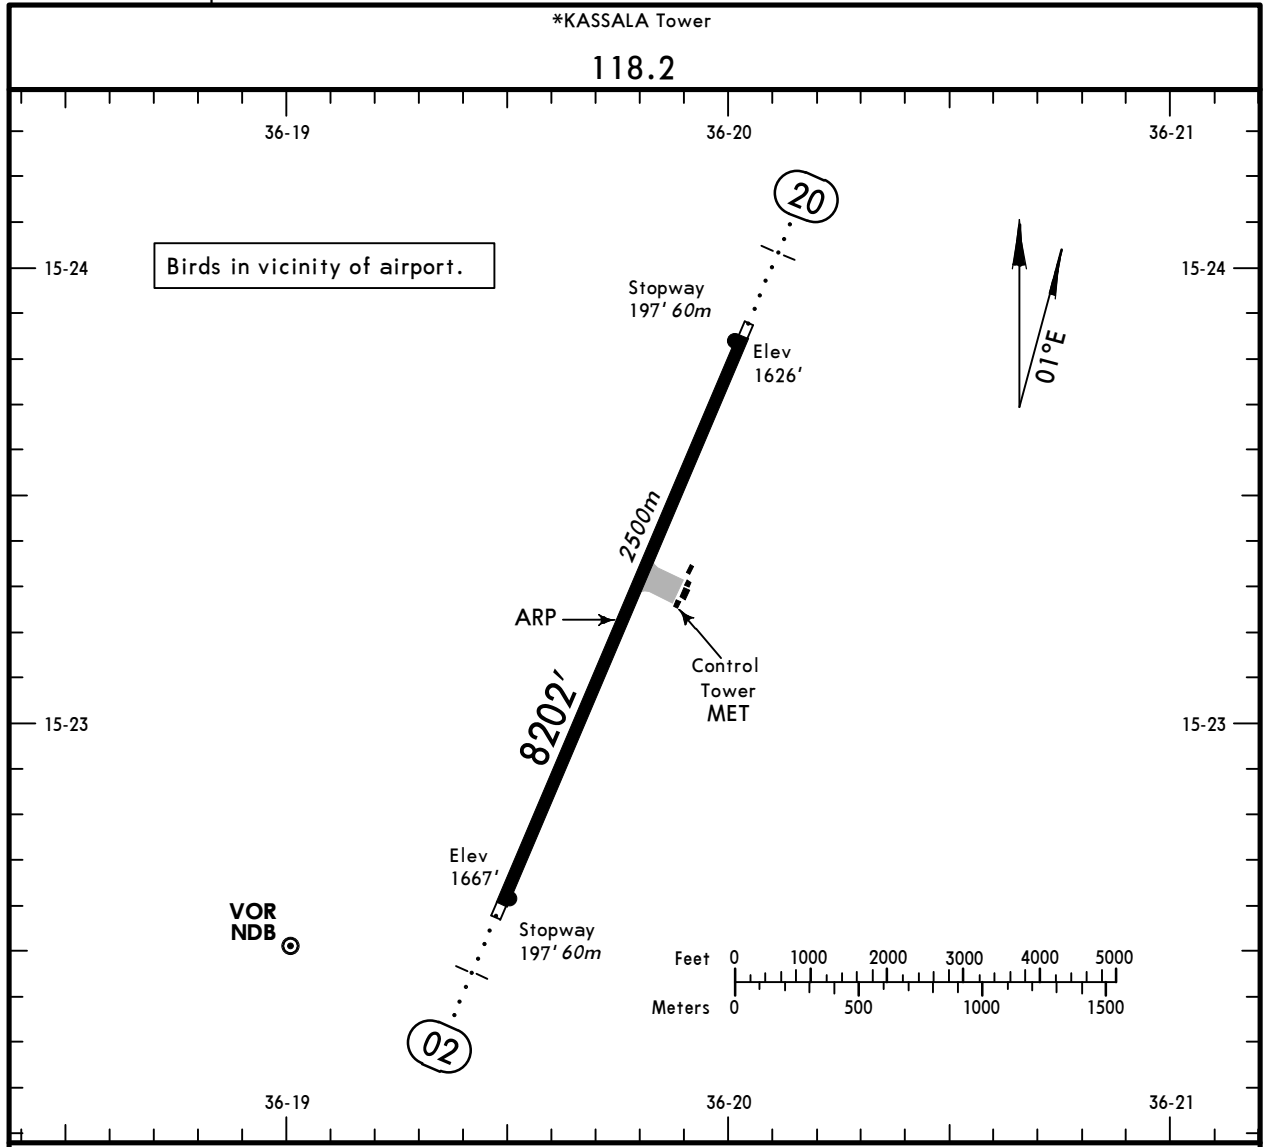 *KASSALA Tower
118.2
36-19
36-20
36-21
20
15-24
Birds in vicinity of airport.
15-24
Stopway
197' 60m
Elev
1626'
01°E
2500m
ARP
Control
Tower
MET
8202'
15-23
15-23
Elev
1667'
VOR
NDB
Stopway
197' 60m
Feet 0 1000 2000 3000 4000 5000
Meters 0 500 1000 1500
02
36-19
36-20
36-21